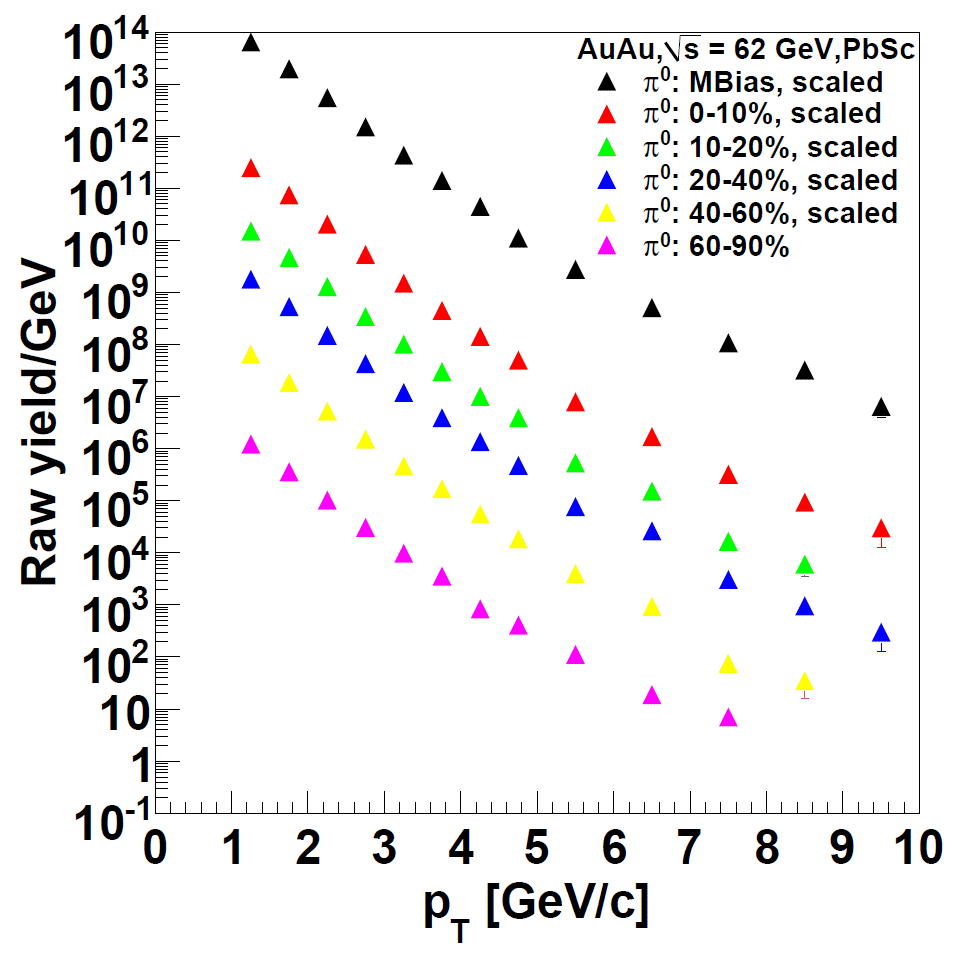 AuAu,√s = 62 GeV,PbSc
π⁰: MBias, scaled
π⁰: 0-10%, scaled
π⁰: 10-20%, scaled
π⁰: 20-40%, scaled
π⁰: 40-60%, scaled
π⁰: 60-90%
Raw yield/GeV
10¹⁴
10¹³
10¹²
10¹¹
10¹⁰
10⁹
10⁸
10⁷
10⁶
10⁵
10⁴
10³
10²
10
1
10⁻¹
0 1 2 3 4 5 6 7 8 9 10
p_T [GeV/c]